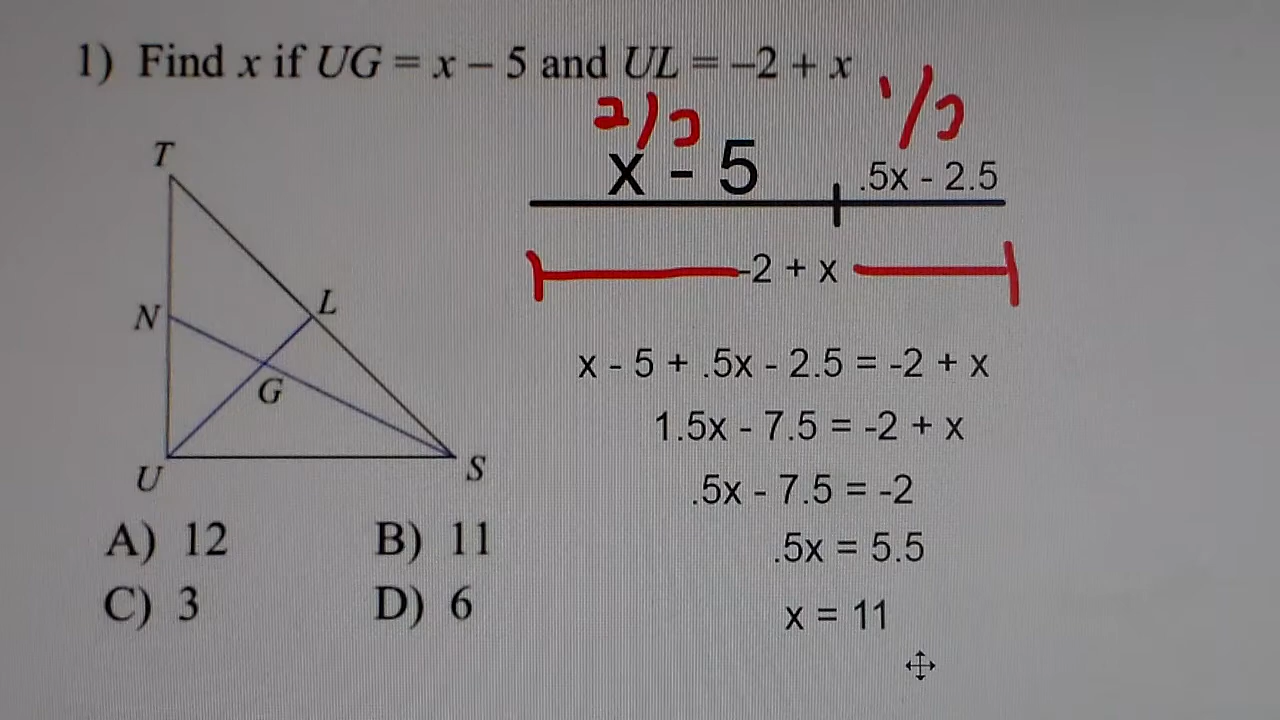 1) Find x if UG = x – 5 and UL = –2 + x
2/3
1/3
x - 5
.5x - 2.5
-2 + x
T
N
L
G
U
S
x - 5 + .5x - 2.5 = -2 + x
1.5x - 7.5 = -2 + x
.5x - 7.5 = -2
.5x = 5.5
x = 11
A) 12
B) 11
C) 3
D) 6